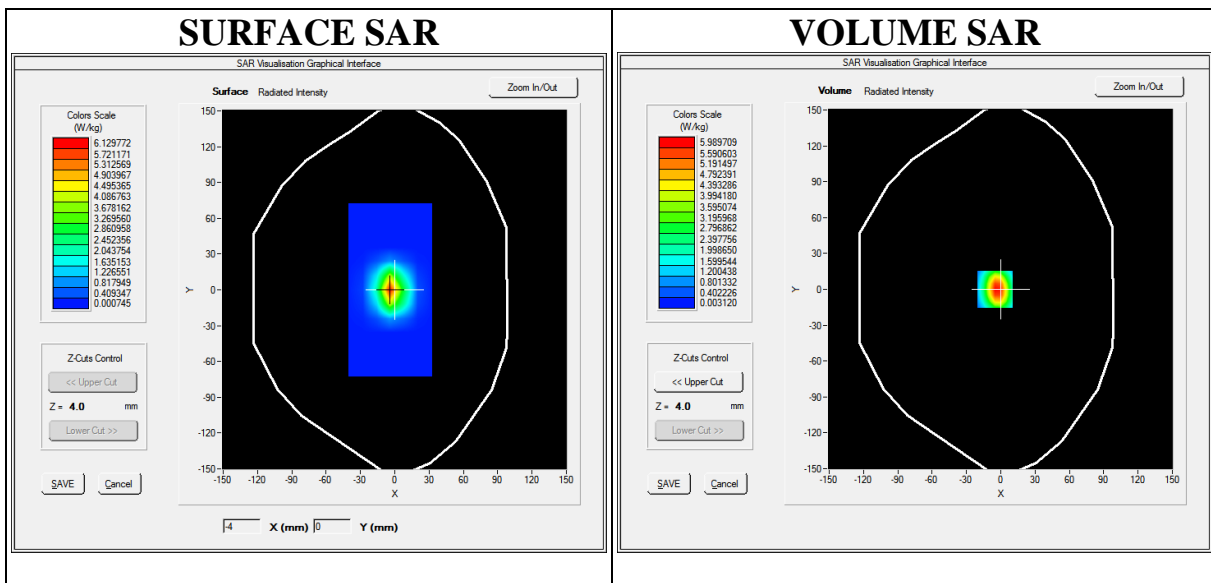 SURFACE SAR
SAR Visualisation Graphical Interface
Surface Radiated Intensity
Zoom In/Out
Colors Scale
(W/kg)
6.129772
5.721171
5.312569
4.903967
4.495365
4.086763
3.678162
3.269560
2.860958
2.452356
2.043754
1.635153
1.226551
0.817949
0.409347
0.000745
Z-Cuts Control
<< Upper Cut
Z = 4.0 mm
Lower Cut >>
SAVE Cancel
150
120
90
60
30
0
-30
-60
-90
-120
-150
Y
-150 -120 -90 -60 -30 0 30 60 90 120 150
X
-4 X (mm) 0 Y (mm)
VOLUME SAR
SAR Visualisation Graphical Interface
Volume Radiated Intensity
Zoom In/Out
Colors Scale
(W/kg)
5.989709
5.590603
5.191497
4.792391
4.393286
3.994180
3.595074
3.195968
2.796862
2.397756
1.998650
1.599544
1.200438
0.801332
0.402226
0.003120
Z-Cuts Control
<< Upper Cut
Z = 4.0 mm
Lower Cut >>
SAVE Cancel
150
120
90
60
30
0
-30
-60
-90
-120
-150
Y
-150 -120 -90 -60 -30 0 30 60 90 120 150
X